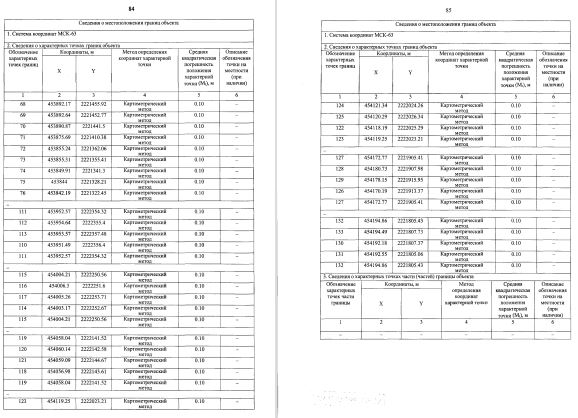 84
Сведения о местоположении границ объекта
1. Система координат МСК-63
2. Сведения о характерных точках границ объекта
Обозначение характерных точек границ | Координаты, м | Метод определения координат характерной точки | Средняя квадратическая погрешность положения характерной точки (Mt), м | Описание обозначения точки на местности (при наличии)
X | Y
1 | 2 | 3 | 4 | 5 | 6
68 | 453892.17 | 2221455.92 | Картометрический метод | 0.10 | –
69 | 453892.64 | 2221452.77 | Картометрический метод | 0.10 | –
70 | 453890.87 | 2221441.5 | Картометрический метод | 0.10 | –
71 | 453875.69 | 2221410.38 | Картометрический метод | 0.10 | –
72 | 453855.24 | 2221362.06 | Картометрический метод | 0.10 | –
73 | 453855.31 | 2221355.41 | Картометрический метод | 0.10 | –
74 | 453849.91 | 2221341.3 | Картометрический метод | 0.10 | –
75 | 453844 | 2221328.21 | Картометрический метод | 0.10 | –
76 | 453842.19 | 2221322.45 | Картометрический метод | 0.10 | –
–
111 | 453952.57 | 2222354.32 | Картометрический метод | 0.10 | –
112 | 453954.64 | 2222355.4 | Картометрический метод | 0.10 | –
113 | 453953.57 | 2222357.48 | Картометрический метод | 0.10 | –
110 | 453951.49 | 2222356.4 | Картометрический метод | 0.10 | –
111 | 453952.57 | 2222354.32 | Картометрический метод | 0.10 | –
–
115 | 454004.21 | 2222250.56 | Картометрический метод | 0.10 | –
116 | 454006.3 | 2222251.6 | Картометрический метод | 0.10 | –
117 | 454005.26 | 2222253.71 | Картометрический метод | 0.10 | –
114 | 454003.17 | 2222252.67 | Картометрический метод | 0.10 | –
115 | 454004.21 | 2222250.56 | Картометрический метод | 0.10 | –
–
119 | 454058.04 | 2222141.52 | Картометрический метод | 0.10 | –
120 | 454060.14 | 2222142.58 | Картометрический метод | 0.10 | –
121 | 454059.09 | 2222144.67 | Картометрический метод | 0.10 | –
118 | 454056.98 | 2222143.61 | Картометрический метод | 0.10 | –
119 | 454058.04 | 2222141.52 | Картометрический метод | 0.10 | –
–
123 | 454119.25 | 2222023.21 | Картометрический метод | 0.10 | –
85
Сведения о местоположении границ объекта
1. Система координат МСК-63
2. Сведения о характерных точках границ объекта
Обозначение характерных точек границ | Координаты, м | Метод определения координат характерной точки | Средняя квадратическая погрешность положения характерной точки (Mt), м | Описание обозначения точки на местности (при наличии)
X | Y
1 | 2 | 3 | 4 | 5 | 6
124 | 454121.34 | 2222024.26 | Картометрический метод | 0.10 | –
125 | 454120.29 | 2222026.34 | Картометрический метод | 0.10 | –
122 | 454118.19 | 2222025.29 | Картометрический метод | 0.10 | –
123 | 454119.25 | 2222023.21 | Картометрический метод | 0.10 | –
–
127 | 454172.77 | 2221905.41 | Картометрический метод | 0.10 | –
128 | 454180.73 | 2221907.98 | Картометрический метод | 0.10 | –
129 | 454178.15 | 2221915.95 | Картометрический метод | 0.10 | –
126 | 454170.19 | 2221913.37 | Картометрический метод | 0.10 | –
127 | 454172.77 | 2221905.41 | Картометрический метод | 0.10 | –
–
132 | 454194.86 | 2221805.43 | Картометрический метод | 0.10 | –
133 | 454194.49 | 2221807.73 | Картометрический метод | 0.10 | –
130 | 454192.18 | 2221807.37 | Картометрический метод | 0.10 | –
131 | 454192.55 | 2221805.06 | Картометрический метод | 0.10 | –
132 | 454194.86 | 2221805.43 | Картометрический метод | 0.10 | –
3. Сведения о характерных точках части (частей) границы объекта
Обозначение характерных точек части границы | Координаты, м | Метод определения координат характерной точки | Средняя квадратическая погрешность положения характерной точки (Mt), м | Описание обозначения точки на местности (при наличии)
X | Y
1 | 2 | 3 | 4 | 5 | 6
– | – | – | – | – | –